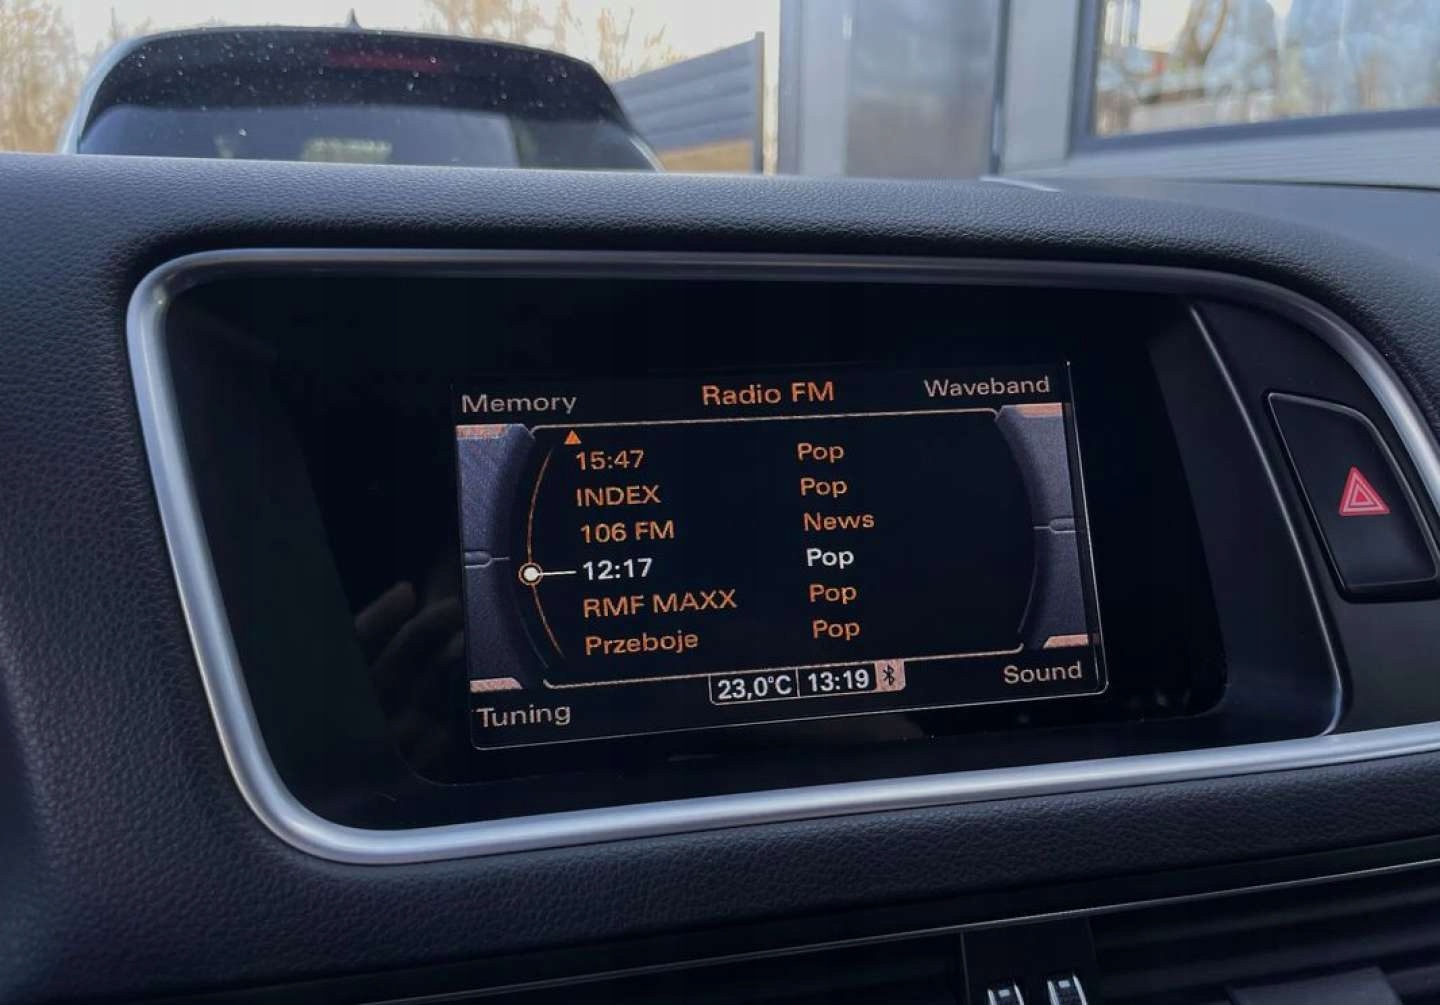 Memory Radio FM Waveband
15:47 Pop
INDEX Pop
106 FM News
12:17 Pop
RMF MAXX Pop
Przeboje Pop
23,0°C 13:19
Tuning Sound